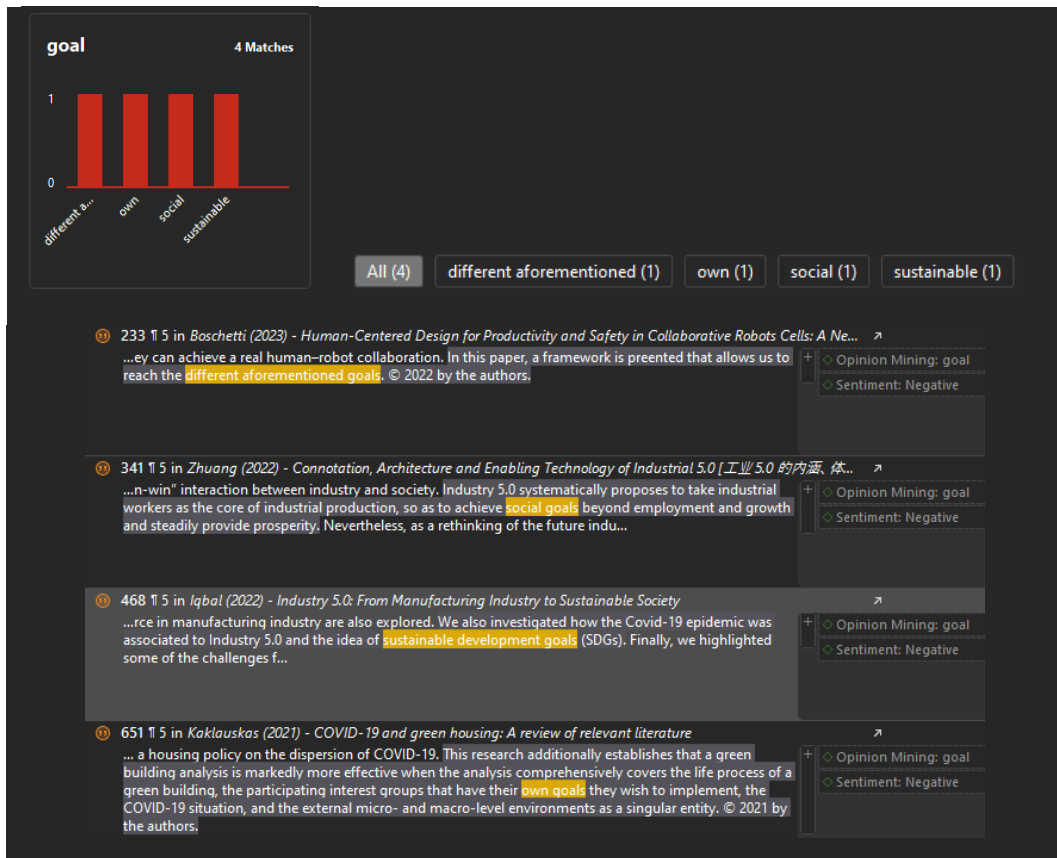 goal
4 Matches
1
0
different a...
own
social
sustainable
All (4)
different aforementioned (1)
own (1)
social (1)
sustainable (1)
233 ¶ 5 in Boschetti (2023) - Human-Centered Design for Productivity and Safety in Collaborative Robots Cells: A Ne...
...ey can achieve a real human–robot collaboration. In this paper, a framework is preented that allows us to
reach the different aforementioned goals. © 2022 by the authors.
Opinion Mining: goal
Sentiment: Negative
341 ¶ 5 in Zhuang (2022) - Connotation, Architecture and Enabling Technology of Industrial 5.0 [工业 5.0 的内涵、体...
...n-win" interaction between industry and society. Industry 5.0 systematically proposes to take industrial
workers as the core of industrial production, so as to achieve social goals beyond employment and growth
and steadily provide prosperity. Nevertheless, as a rethinking of the future indu...
Opinion Mining: goal
Sentiment: Negative
468 ¶ 5 in Iqbal (2022) - Industry 5.0: From Manufacturing Industry to Sustainable Society
...rce in manufacturing industry are also explored. We also investigated how the Covid-19 epidemic was
associated to Industry 5.0 and the idea of sustainable development goals (SDGs). Finally, we highlighted
some of the challenges f...
Opinion Mining: goal
Sentiment: Negative
651 ¶ 5 in Kaklauskas (2021) - COVID-19 and green housing: A review of relevant literature
... a housing policy on the dispersion of COVID-19. This research additionally establishes that a green
building analysis is markedly more effective when the analysis comprehensively covers the life process of a
green building, the participating interest groups that have their own goals they wish to implement, the
COVID-19 situation, and the external micro- and macro-level environments as a singular entity. © 2021 by
the authors.
Opinion Mining: goal
Sentiment: Negative